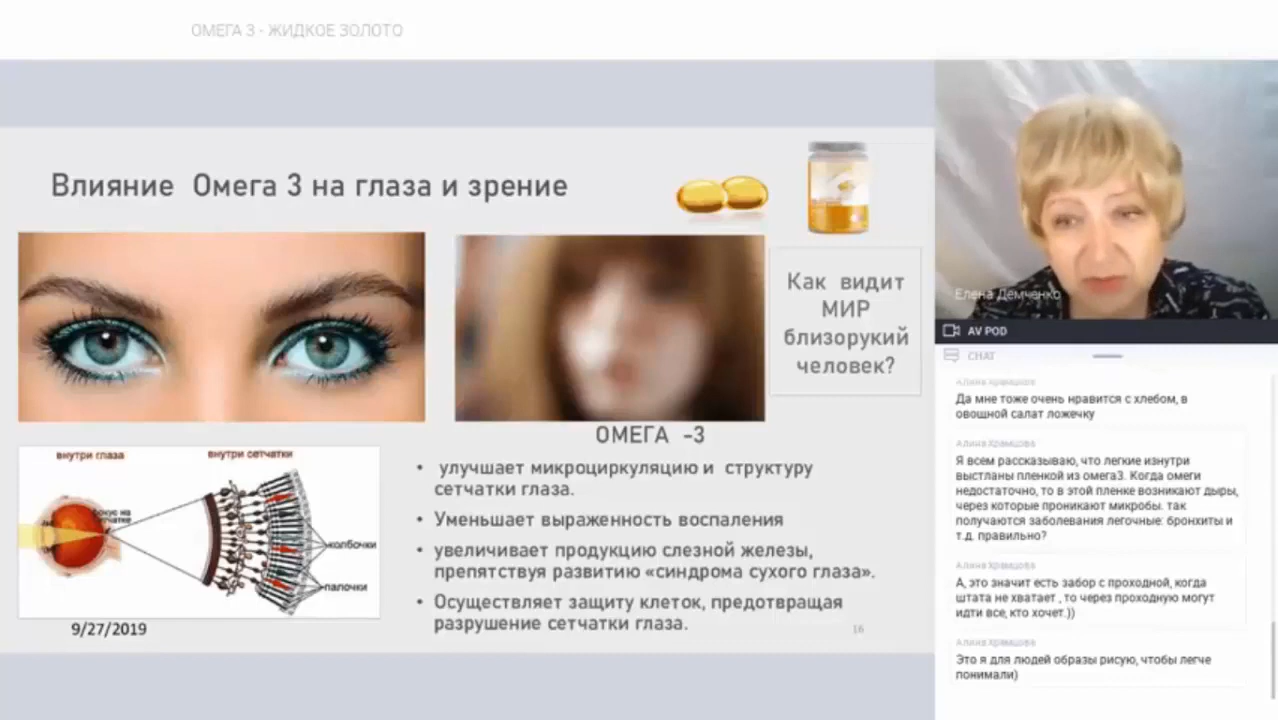 ОМЕГА 3 - ЖИДКОЕ ЗОЛОТО
Влияние Омега 3 на глаза и зрение
Как видит
МИР
близорукий
человек?
внутри глаза
внутри сетчатки
фокус на
сетчатке
колбочки
палочки
9/27/2019
ОМЕГА -3
• улучшает микроциркуляцию и структуру
сетчатки глаза.
• Уменьшает выраженность воспаления
• увеличивает продукцию слезной железы,
препятствуя развитию «синдрома сухого глаза».
• Осуществляет защиту клеток, предотвращая
разрушение сетчатки глаза.
16
Елена Демченко
AV POD
CHAT
Алина Храмцова
Да мне тоже очень нравится с хлебом, в
овощной салат ложечку
Алина Храмцова
Я всем рассказываю, что легкие изнутри
выстланы пленкой из омега3. Когда омеги
недостаточно, то в этой пленке возникают дыры,
через которые проникают микробы. так
получаются заболевания легочные: бронхиты и
т.д. правильно?
Алина Храмцова
А, это значит есть забор с проходной, когда
штата не хватает , то через проходную могут
идти все, кто хочет.))
Алина Храмцова
Это я для людей образы рисую, чтобы легче
понимали)